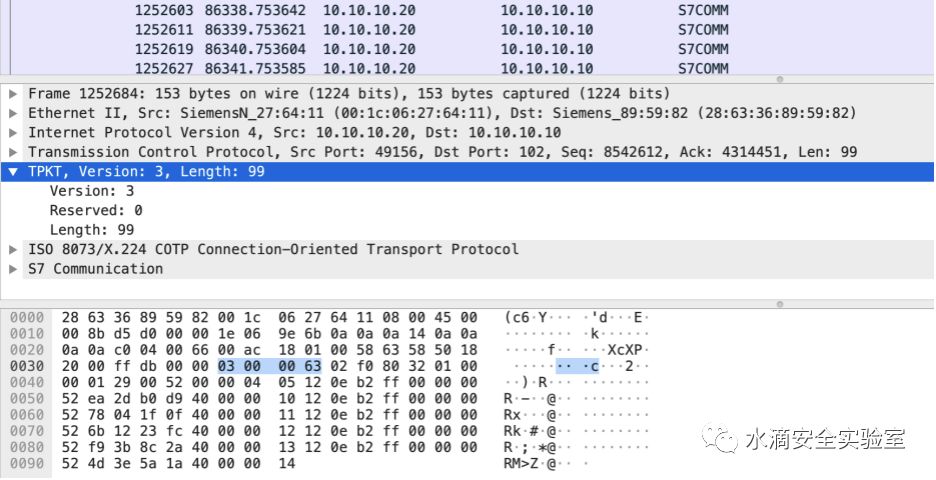 1252603 86338.753642 10.10.10.20 10.10.10.10 S7COMM
1252611 86339.753621 10.10.10.20 10.10.10.10 S7COMM
1252619 86340.753604 10.10.10.20 10.10.10.10 S7COMM
1252627 86341.753585 10.10.10.20 10.10.10.10 S7COMM
Frame 1252684: 153 bytes on wire (1224 bits), 153 bytes captured (1224 bits)
Ethernet II, Src: SiemensN_27:64:11 (00:1c:06:27:64:11), Dst: Siemens_89:59:82 (28:63:36:89:59:82)
Internet Protocol Version 4, Src: 10.10.10.20, Dst: 10.10.10.10
Transmission Control Protocol, Src Port: 49156, Dst Port: 102, Seq: 8542612, Ack: 4314451, Len: 99
TPKT, Version: 3, Length: 99
Version: 3
Reserved: 0
Length: 99
ISO 8073/X.224 COTP Connection-Oriented Transport Protocol
S7 Communication
0000 28 63 36 89 59 82 00 1c 06 27 64 11 08 00 45 00 (c6·Y··· ·'d···E·
0010 00 8b d5 d0 00 00 1e 06 9e 6b 0a 0a 0a 14 0a 0a ········ ·k······
0020 0a 0a c0 04 00 66 00 ac 18 01 00 58 63 58 50 18 ·····f·· ···XcXP·
0030 20 00 ff db 00 00 03 00 00 63 02 f0 80 32 01 00 ······· ·c···2··
0040 00 01 29 00 52 00 00 04 05 12 0e b2 ff 00 00 00 ··)·R··· ········
0050 52 ea 2d b0 d9 40 00 00 10 12 0e b2 ff 00 00 00 R·-··@·· ········
0060 52 78 04 1f 0f 40 00 00 11 12 0e b2 ff 00 00 00 Rx···@·· ········
0070 52 6b 12 23 fc 40 00 00 12 12 0e b2 ff 00 00 00 Rk·#·@·· ········
0080 52 f9 3b 8c 2a 40 00 00 13 12 0e b2 ff 00 00 00 R·;·*@·· ········
0090 52 4d 3e 5a 1a 40 00 00 14 RM>Z·@·· ·
水滴安全实验室